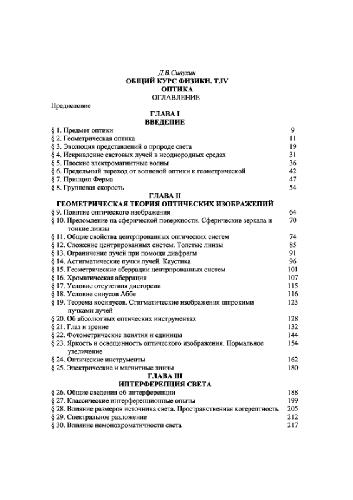 Д.В.Сивухин
ОБЩИЙ КУРС ФИЗИКИ. Т.IV
ОПТИКА
ОГЛАВЛЕНИЕ
Предисловие
ГЛАВА I
ВВЕДЕНИЕ
§ 1. Предмет оптики 9
§ 2. Геометрическая оптика 11
§ 3. Эволюция представлений о природе света 19
§ 4. Искривление световых лучей в неоднородных средах 31
§ 5. Плоские электромагнитные волны 36
§ 6. Предельный переход от волновой оптики к геометрической 42
§ 7. Принцип Ферма 47
§ 8. Групповая скорость 54
ГЛАВА II
ГЕОМЕТРИЧЕСКАЯ ТЕОРИЯ ОПТИЧЕСКИХ ИЗОБРАЖЕНИЙ
§ 9. Понятие оптического изображения 64
§ 10. Преломление на сферической поверхности. Сферические зеркала и 70
тонкие линзы
§ 11. Общие свойства центрированных оптических систем 74
§ 12. Сложение центрированных систем. Толстые линзы 85
§ 13. Ограничение лучей при помощи диафрагм 91
§ 14. Астигматические пучки лучей. Каустика 96
§ 15. Геометрические аберрации центрированных систем 101
§ 16. Хроматическая аберрация 107
§ 17. Условие отсутствия дисторсии 115
§ 18. Условие синусов Аббе 116
§ 19. Теорема косинусов. Стигматические изображения широкими 123
пучками лучей
§ 20. Об абсолютных оптических инструментах 128
§ 21. Глаз и зрение 132
§ 22. Фотометрические понятия и единицы 144
§ 23. Яркость и освещенность оптического изображения. Нормальное 154
увеличение
§ 24. Оптические инструменты 162
§ 25. Электрические и магнитные линзы 180
ГЛАВА III
ИНТЕРФЕРЕНЦИЯ СВЕТА
§ 26. Общие сведения об интерференции 188
§ 27. Классические интерференционные опыты 199
§ 28. Влияние размеров источника света. Пространственная когерентность 205
§ 29. Спектральное разложение 212
§ 30. Влияние немонохроматичности света 217